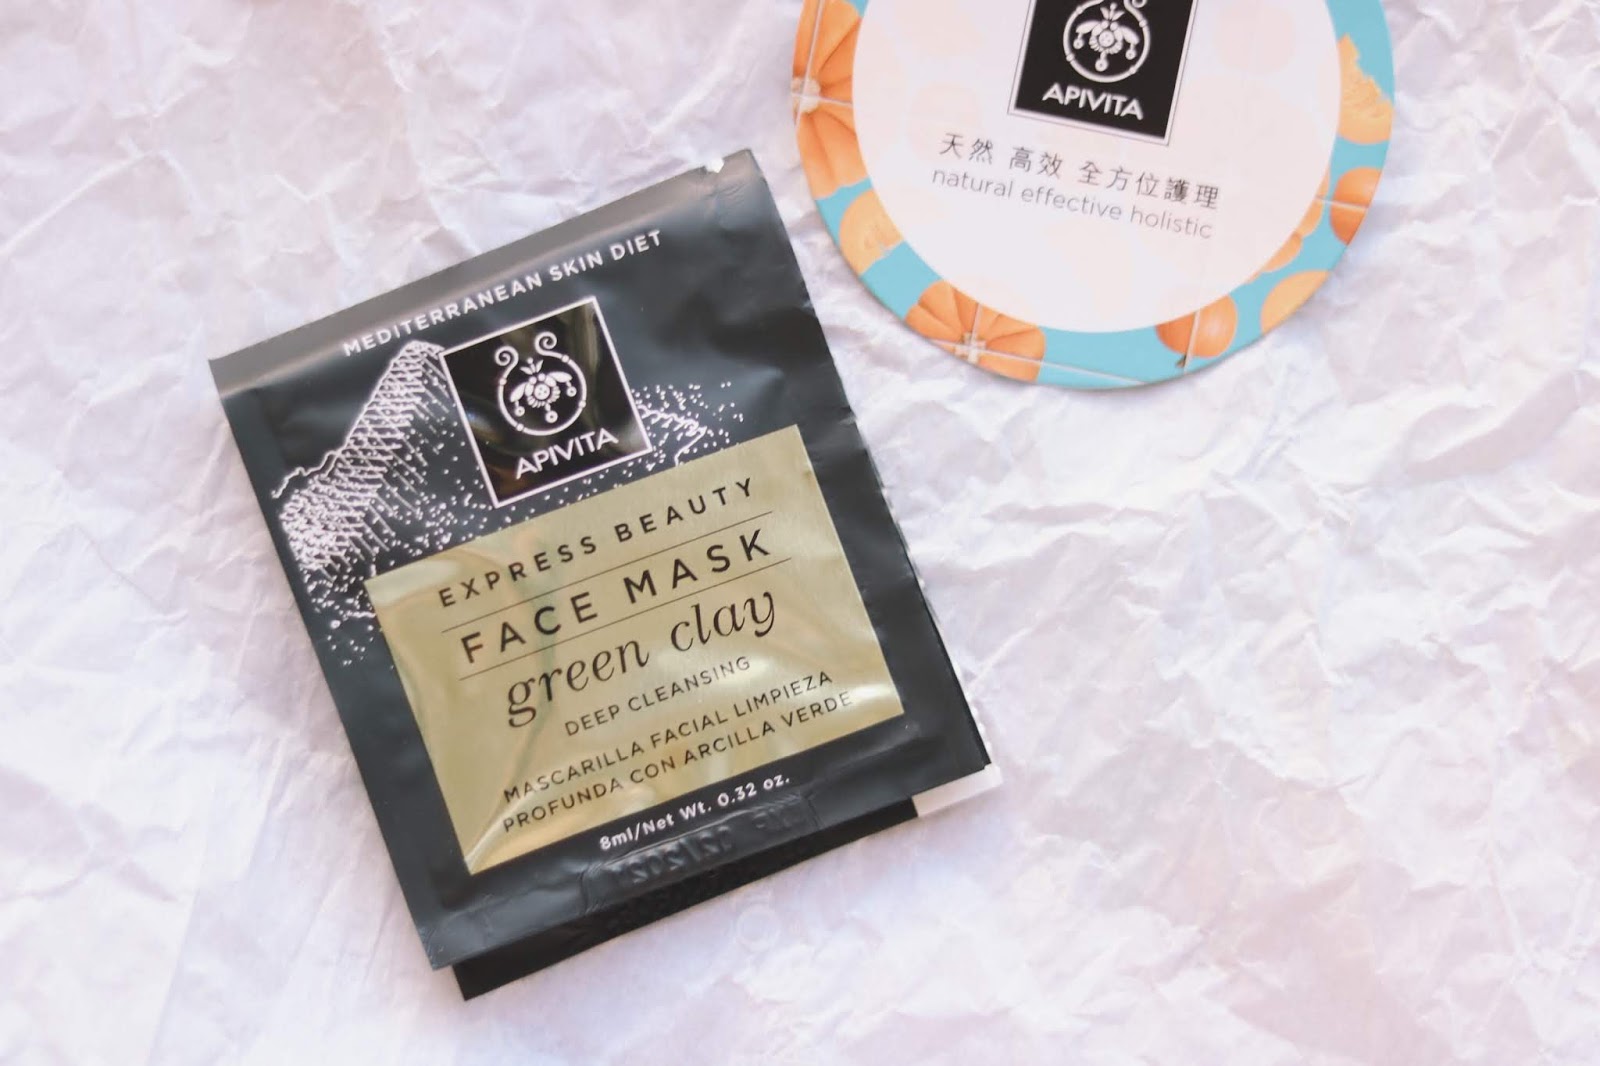 MEDITERRANEAN SKIN DIET
APIVITA
EXPRESS BEAUTY
FACE MASK
green clay
DEEP CLEANSING
MASCARILLA FACIAL LIMPIEZA
PROFUNDA CON ARCILLA VERDE
8ml/Net Wt. 0.32 oz.
APIVITA
天然 高效 全方位護理
natural effective holistic